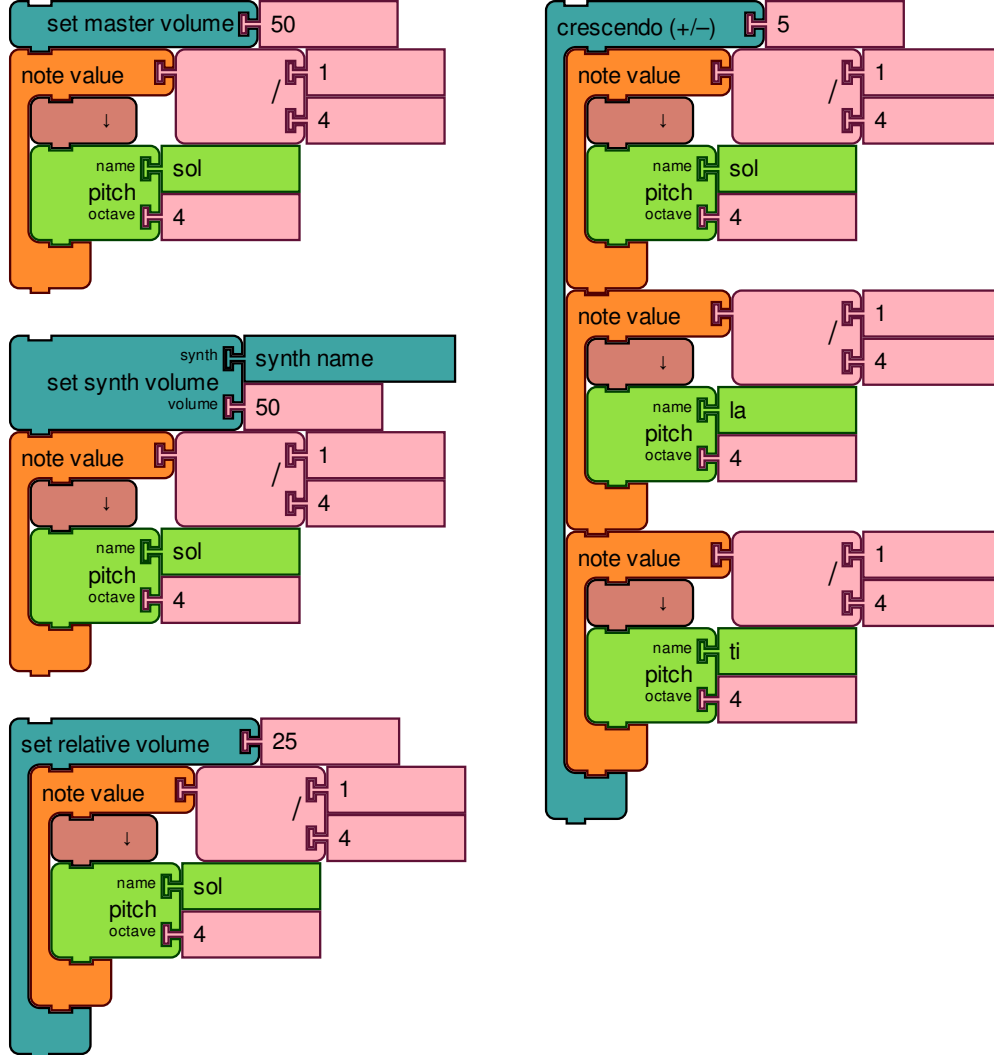 set master volume 50
note value 1
/
4
↓
name sol
pitch
octave 4
synth synth name
set synth volume
volume 50
note value 1
/
4
↓
name sol
pitch
octave 4
set relative volume 25
note value 1
/
4
↓
name sol
pitch
octave 4
crescendo (+/–) 5
note value 1
/
4
↓
name sol
pitch
octave 4
note value 1
/
4
↓
name la
pitch
octave 4
note value 1
/
4
↓
name ti
pitch
octave 4